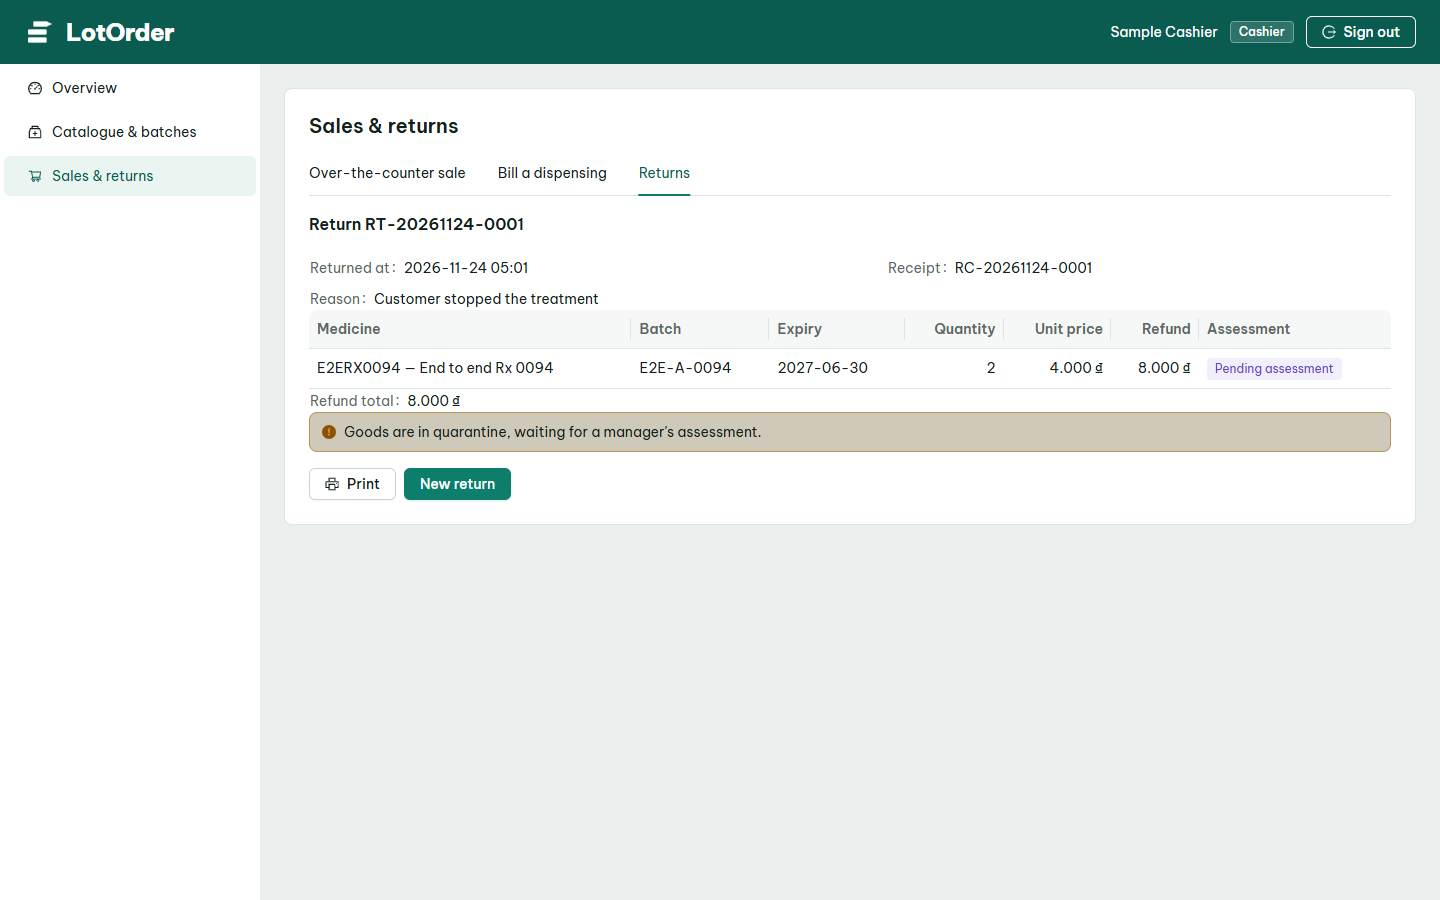 LotOrder
Sample Cashier Cashier Sign out
Overview
Catalogue & batches
Sales & returns
Sales & returns
Over-the-counter sale Bill a dispensing Returns
Return RT-20261124-0001
Returned at: 2026-11-24 05:01 Receipt: RC-20261124-0001
Reason: Customer stopped the treatment
Medicine Batch Expiry Quantity Unit price Refund Assessment
E2ERX0094 — End to end Rx 0094 E2E-A-0094 2027-06-30 2 4.000 ₫ 8.000 ₫ Pending assessment
Refund total: 8.000 ₫
Goods are in quarantine, waiting for a manager's assessment.
Print New return